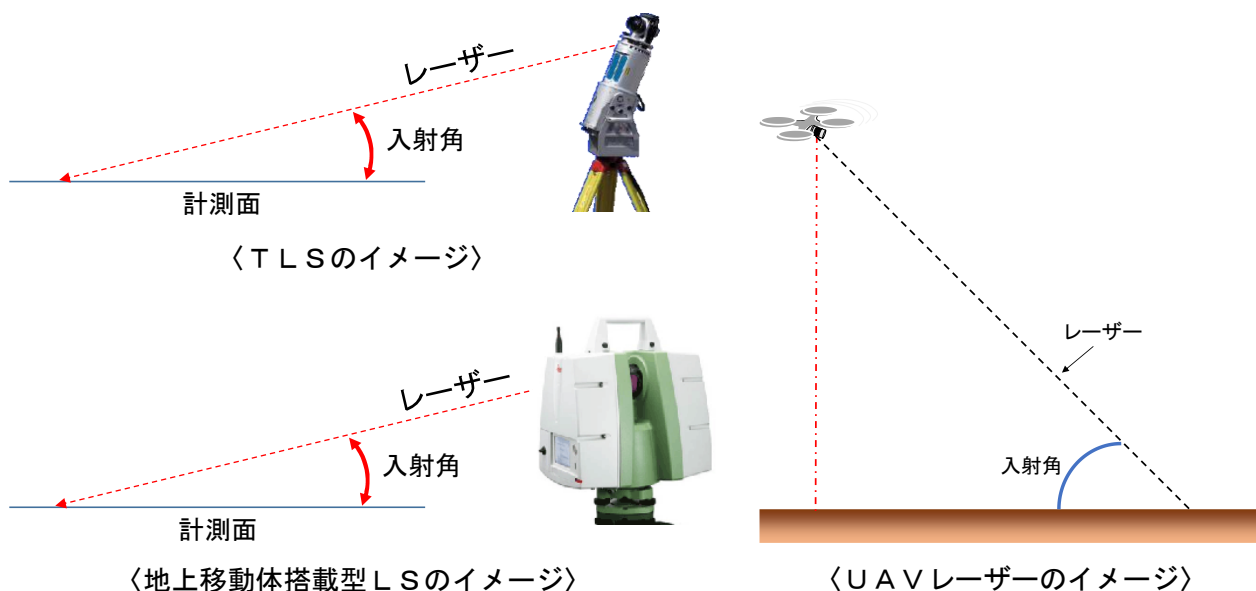 レーザー
入射角
計測面
〈ＴＬＳのイメージ〉
レーザー
入射角
計測面
〈地上移動体搭載型ＬＳのイメージ〉
レーザー
入射角
〈ＵＡＶレーザーのイメージ〉